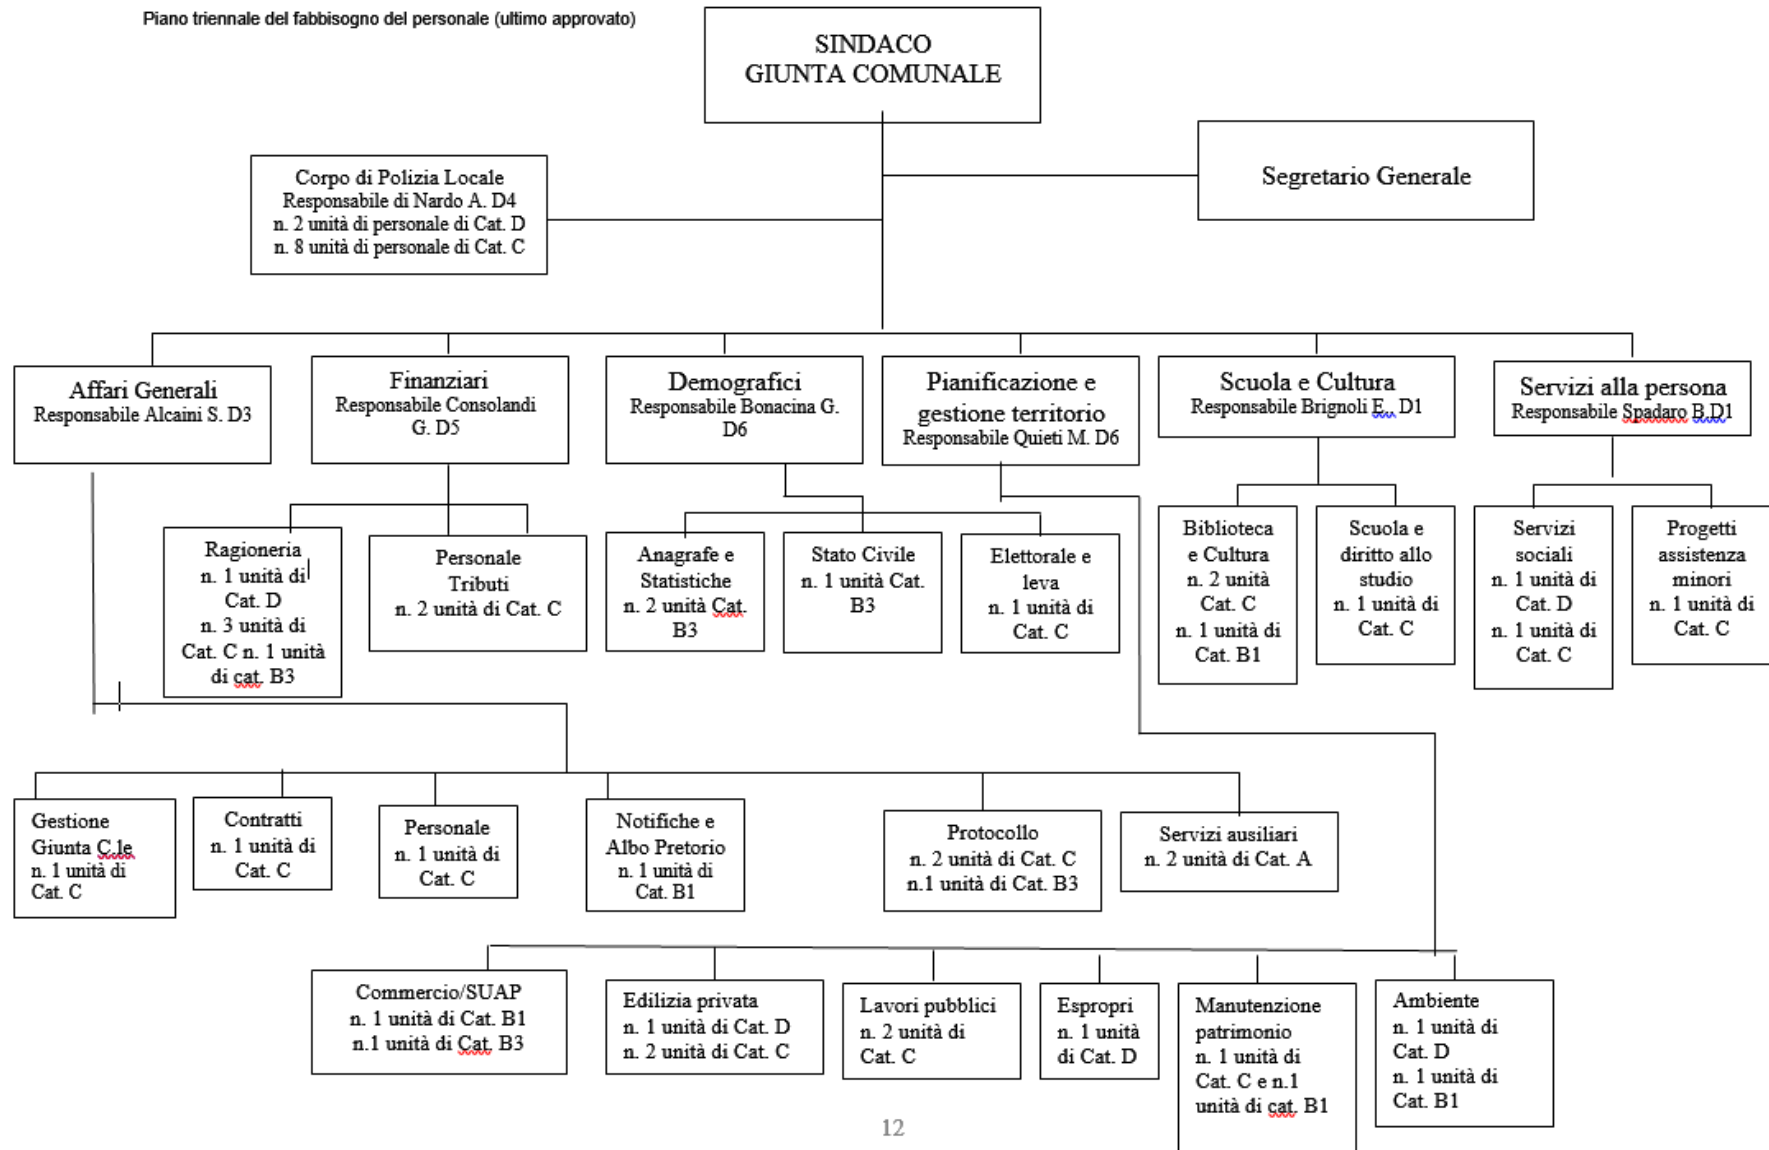 Piano triennale del fabbisogno del personale (ultimo approvato)
SINDACO
GIUNTA COMUNALE
Segretario Generale
Corpo di Polizia Locale
Responsabile di Nardo A. D4
n. 2 unità di personale di Cat. D
n. 8 unità di personale di Cat. C
Affari Generali
Responsabile Alcaini S. D3
Finanziari
Responsabile Consolandi
G. D5
Demografici
Responsabile Bonacina G.
D6
Pianificazione e
gestione territorio
Responsabile Quieti M. D6
Scuola e Cultura
Responsabile Brignoli E.. D1
Servizi alla persona
Responsabile Spadaro B.D1
Ragioneria
n. 1 unità di
Cat. D
n. 3 unità di
Cat. C n. 1 unità
di cat. B3
Personale
Tributi
n. 2 unità di Cat. C
Anagrafe e
Statistiche
n. 2 unità Cat.
B3
Stato Civile
n. 1 unità Cat.
B3
Elettorale e
leva
n. 1 unità di
Cat. C
Biblioteca
e Cultura
n. 2 unità
Cat. C
n. 1 unità di
Cat. B1
Scuola e
diritto allo
studio
n. 1 unità di
Cat. C
Servizi
sociali
n. 1 unità di
Cat. D
n. 1 unità di
Cat. C
Progetti
assistenza
minori
n. 1 unità di
Cat. C
Gestione
Giunta C.le
n. 1 unità di
Cat. C
Contratti
n. 1 unità di
Cat. C
Personale
n. 1 unità di
Cat. C
Notifiche e
Albo Pretorio
n. 1 unità di
Cat. B1
Protocollo
n. 2 unità di Cat. C
n.1 unità di Cat. B3
Servizi ausiliari
n. 2 unità di Cat. A
Commercio/SUAP
n. 1 unità di Cat. B1
n.1 unità di Cat. B3
Edilizia privata
n. 1 unità di Cat. D
n. 2 unità di Cat. C
Lavori pubblici
n. 2 unità di
Cat. C
Espropri
n. 1 unità
di Cat. D
Manutenzione
patrimonio
n. 1 unità di
Cat. C e n.1
unità di cat. B1
Ambiente
n. 1 unità di
Cat. D
n. 1 unità di
Cat. B1
12